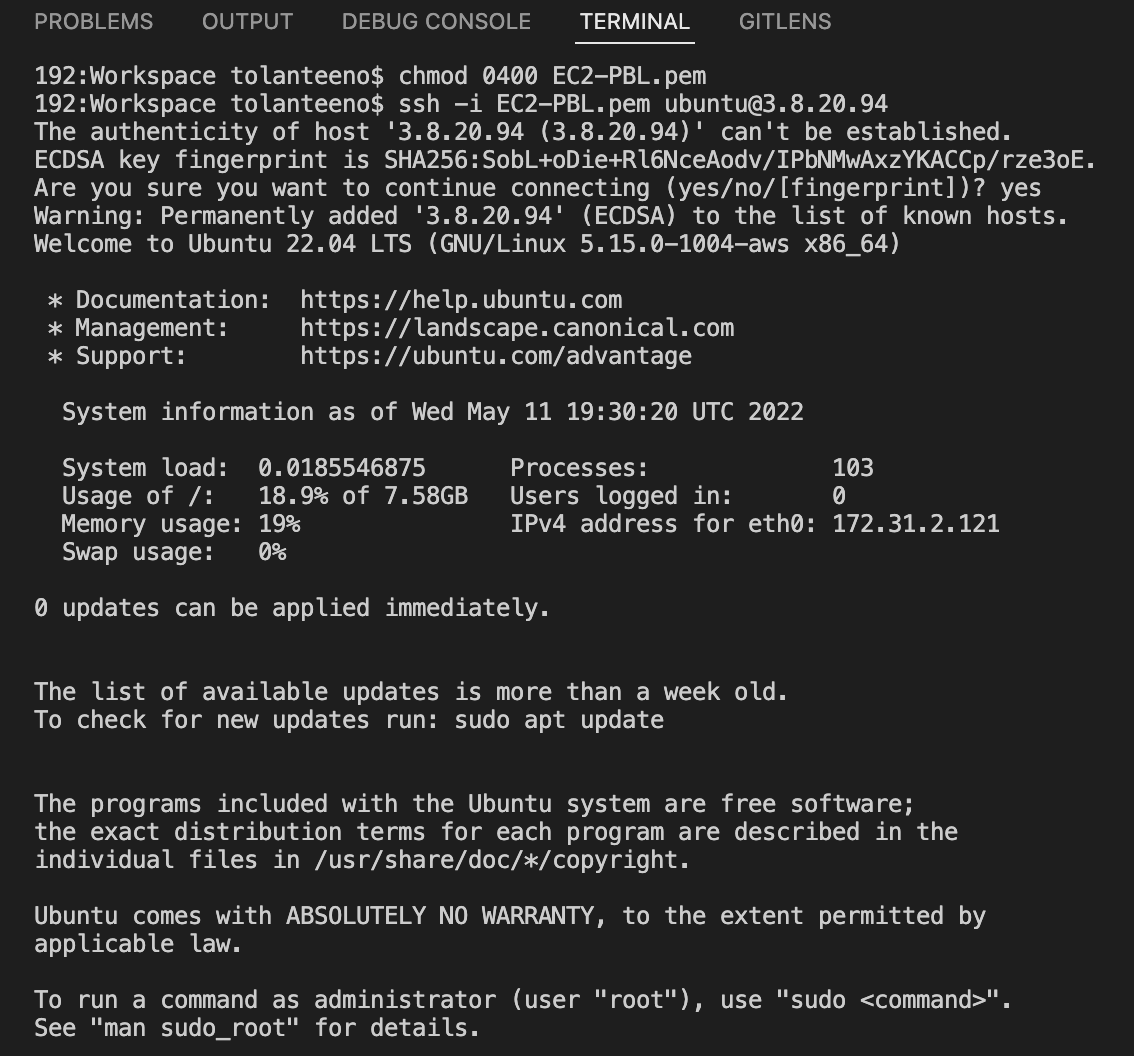 PROBLEMS OUTPUT DEBUG CONSOLE TERMINAL GITLENS
192:Workspace tolanteeno$ chmod 0400 EC2-PBL.pem
192:Workspace tolanteeno$ ssh -i EC2-PBL.pem ubuntu@3.8.20.94
The authenticity of host '3.8.20.94 (3.8.20.94)' can't be established.
ECDSA key fingerprint is SHA256:SobL+oDie+Rl6NceAodv/IPbNMwAxzYKACCp/rze3oE.
Are you sure you want to continue connecting (yes/no/[fingerprint])? yes
Warning: Permanently added '3.8.20.94' (ECDSA) to the list of known hosts.
Welcome to Ubuntu 22.04 LTS (GNU/Linux 5.15.0-1004-aws x86_64)
* Documentation:  https://help.ubuntu.com
* Management:     https://landscape.canonical.com
* Support:        https://ubuntu.com/advantage
System information as of Wed May 11 19:30:20 UTC 2022
System load:  0.0185546875      Processes:             103
Usage of /:   18.9% of 7.58GB   Users logged in:       0
Memory usage: 19%               IPv4 address for eth0: 172.31.2.121
Swap usage:   0%
0 updates can be applied immediately.
The list of available updates is more than a week old.
To check for new updates run: sudo apt update
The programs included with the Ubuntu system are free software;
the exact distribution terms for each program are described in the
individual files in /usr/share/doc/*/copyright.
Ubuntu comes with ABSOLUTELY NO WARRANTY, to the extent permitted by
applicable law.
To run a command as administrator (user "root"), use "sudo <command>".
See "man sudo_root" for details.